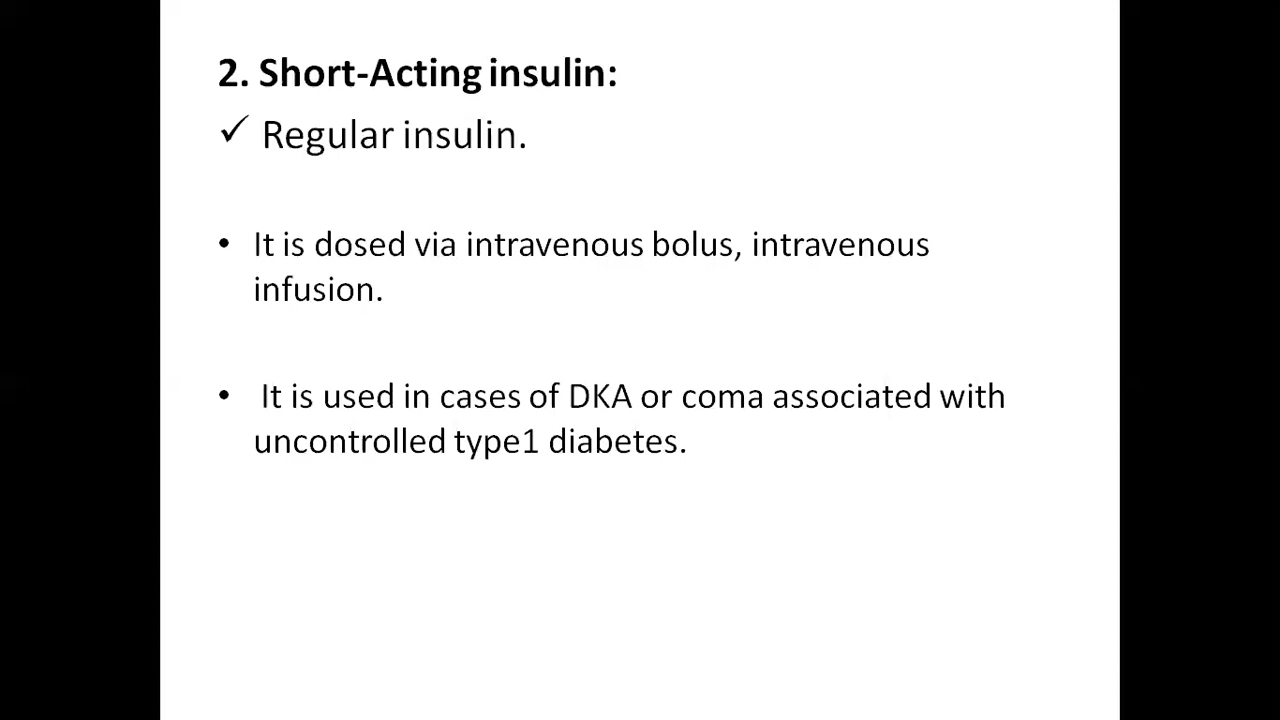 2. Short-Acting insulin:
✓ Regular insulin.
• It is dosed via intravenous bolus, intravenous
infusion.
• It is used in cases of DKA or coma associated with
uncontrolled type1 diabetes.